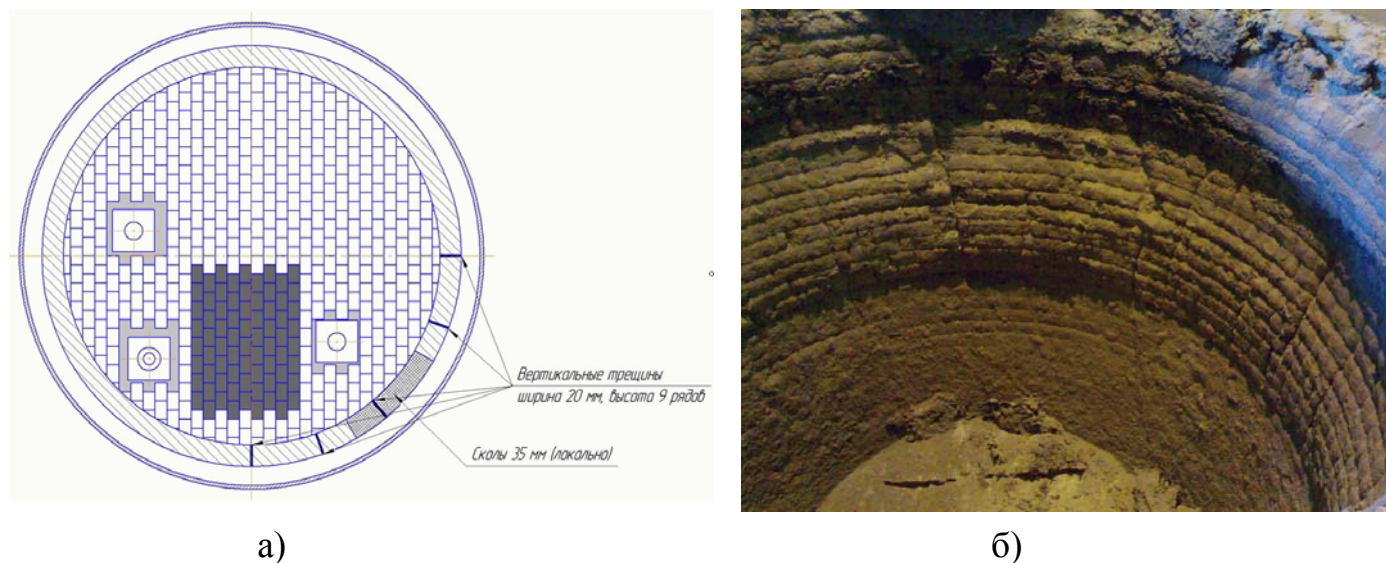 Вертикальные трещины
ширина 20 мм, высота 9 рядов
Сколы 35 мм (локально)
а)
б)